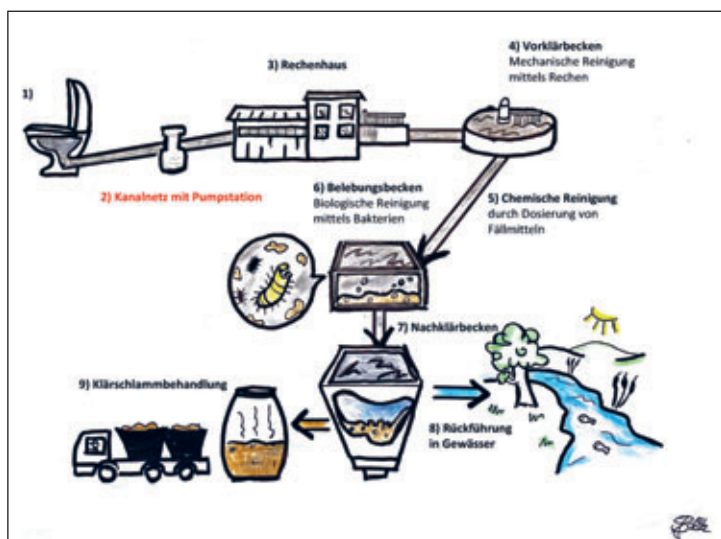 1)
2) Kanalnetz mit Pumpstation
3) Rechenhaus
4) Vorklärbecken
Mechanische Reinigung
mittels Rechen
5) Chemische Reinigung
durch Dosierung von
Fällmitteln
6) Belebungsbecken
Biologische Reinigung
mittels Bakterien
7) Nachklärbecken
8) Rückführung
in Gewässer
9) Klärschlammbehandlung